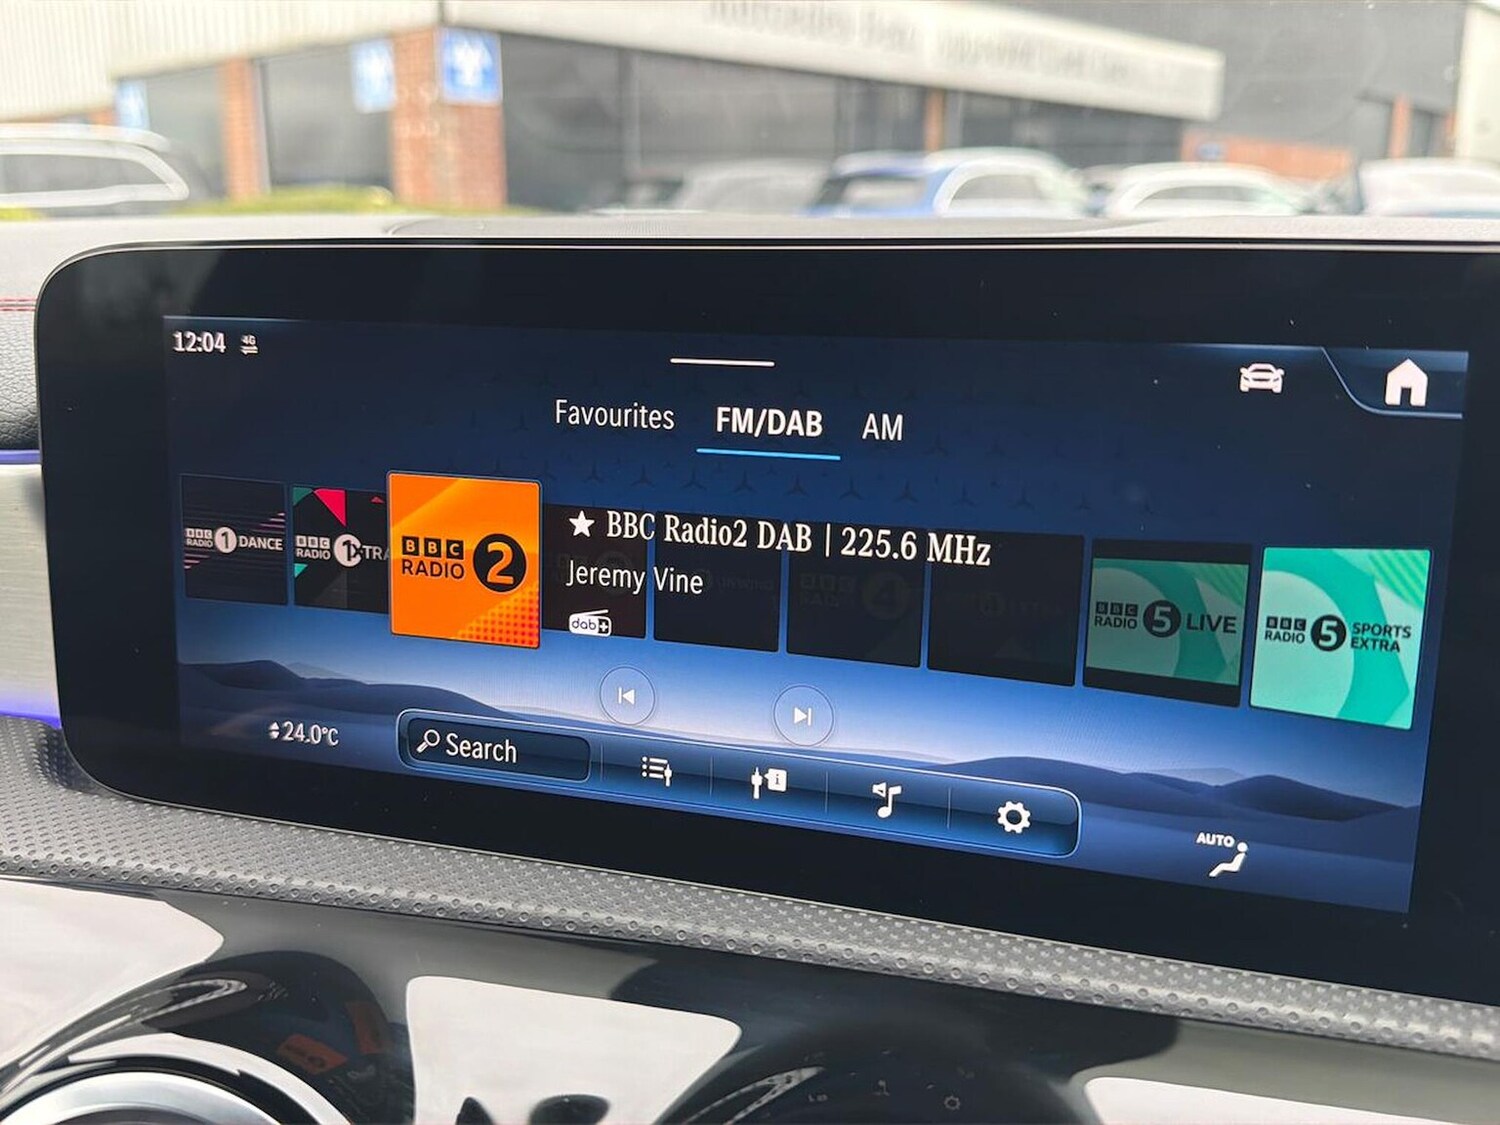 12:04 4G
Favourites FM/DAB AM
BBC RADIO 1 DANCE
BBC RADIO 1XTRA
BBC RADIO 2
★ BBC Radio2 DAB | 225.6 MHz
Jeremy Vine
dab+
BBC RADIO 5 LIVE
BBC RADIO 5 SPORTS EXTRA
24.0°C
Search
AUTO